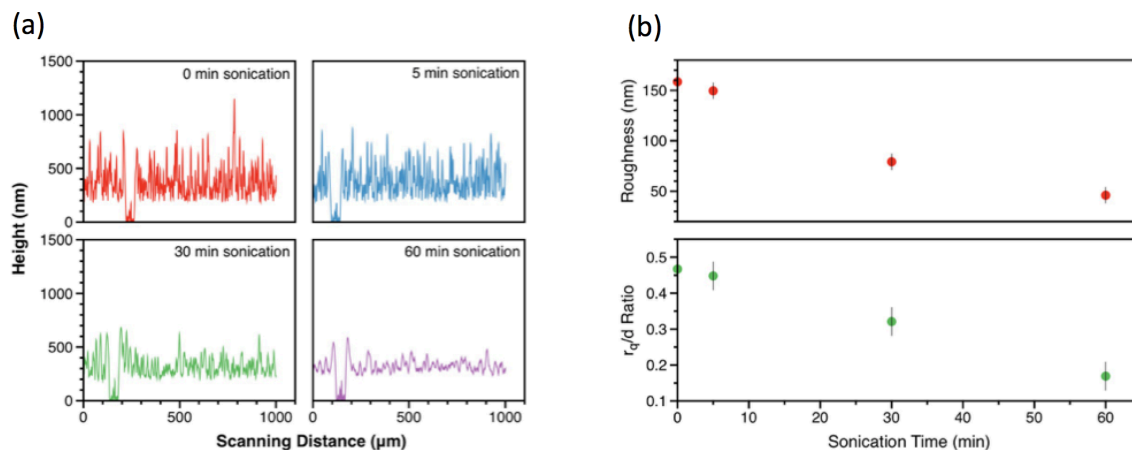 (a)
1500
1000
500
0
0 min sonication
5 min sonication
1500
1000
500
0
30 min sonication
60 min sonication
0
500
1000
0
500
1000
Height (nm)
Scanning Distance (µm)
(b)
150
100
50
Roughness (nm)
0.5
0.4
0.3
0.2
0.1
r_q/d Ratio
0
10
20
30
40
50
60
Sonication Time (min)